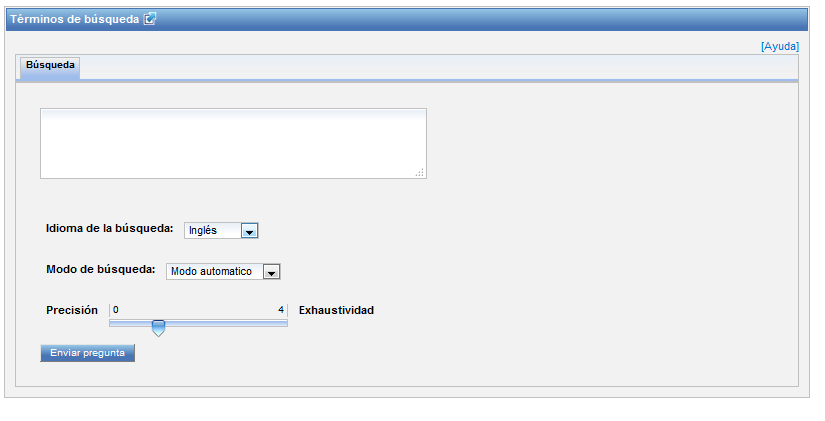 Términos de búsqueda
[Ayuda]
Búsqueda
Idioma de la búsqueda: Inglés
Modo de búsqueda: Modo automatico
Precisión 0 4 Exhaustividad
Enviar pregunta